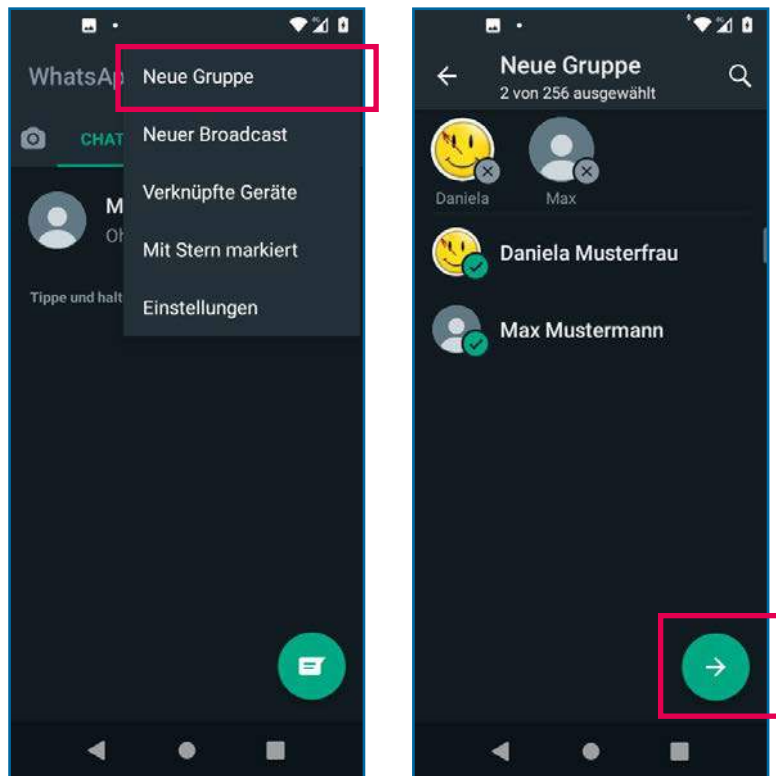 WhatsAp
Neue Gruppe
CHAT
Neuer Broadcast
Verknüpfte Geräte
M
Oh
Mit Stern markiert
Tippe und halt
Einstellungen
Neue Gruppe
2 von 256 ausgewählt
Daniela
Max
Daniela Musterfrau
Max Mustermann